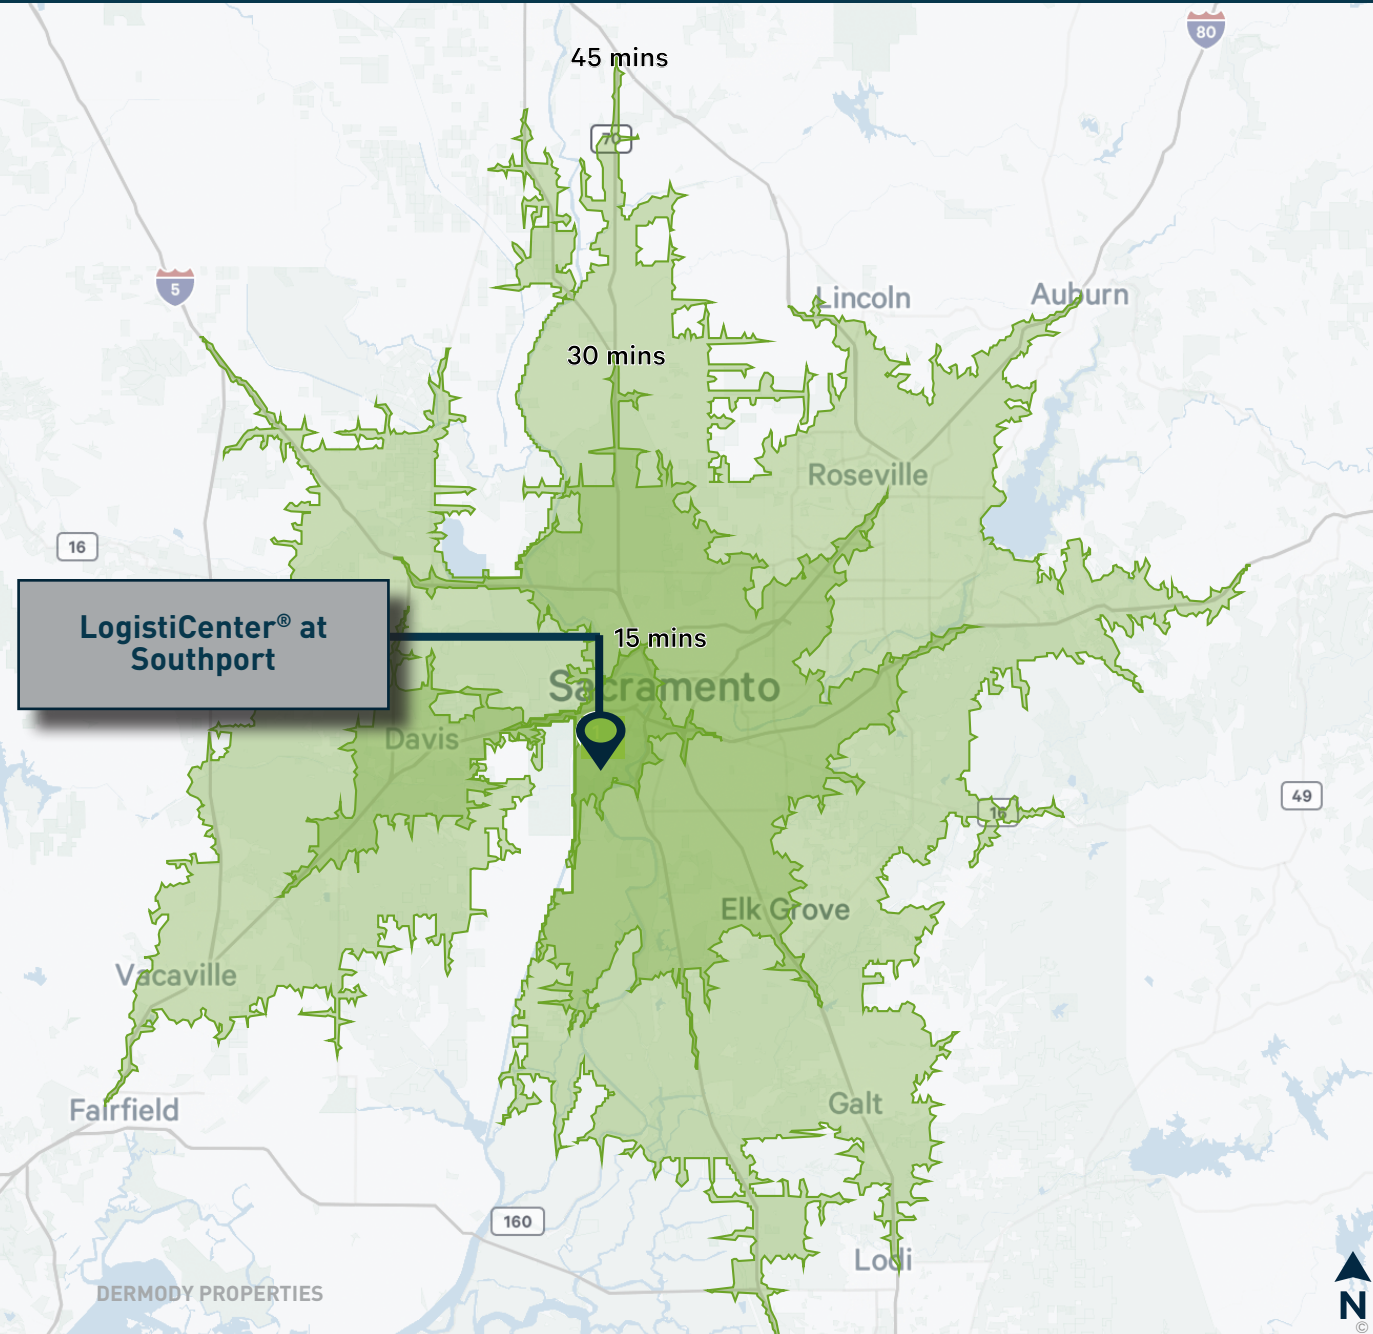 80
45 mins
70
5
Lincoln
Auburn
30 mins
Roseville
16
LogistiCenter® at
Southport
15 mins
Sacramento
Davis
49
16
Elk Grove
Vacaville
Fairfield
Galt
160
Lodi
DERMODY PROPERTIES
N
©